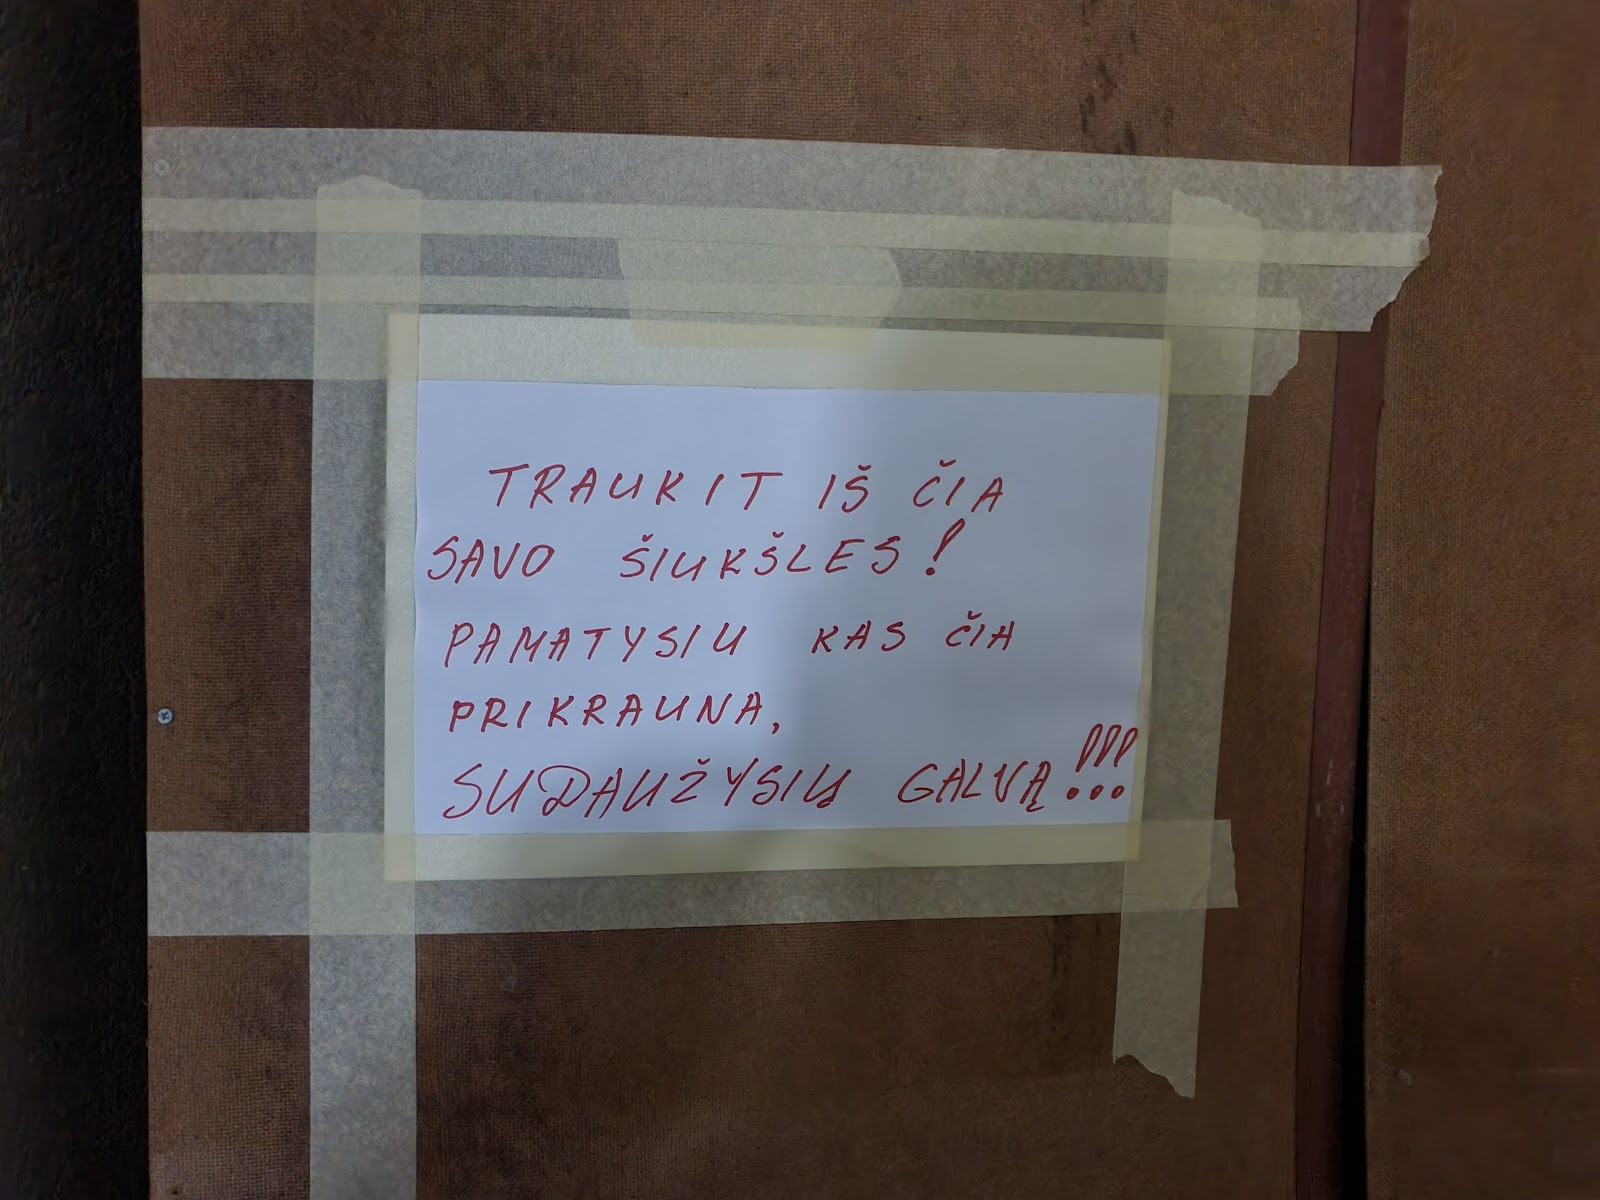 TRAUKIT IŠ ČIA
SAVO ŠIUKŠLES!
PAMATYSIU KAS ČIA
PRIKRAUNA,
SUDAUŽYSIU GALVĄ!!!